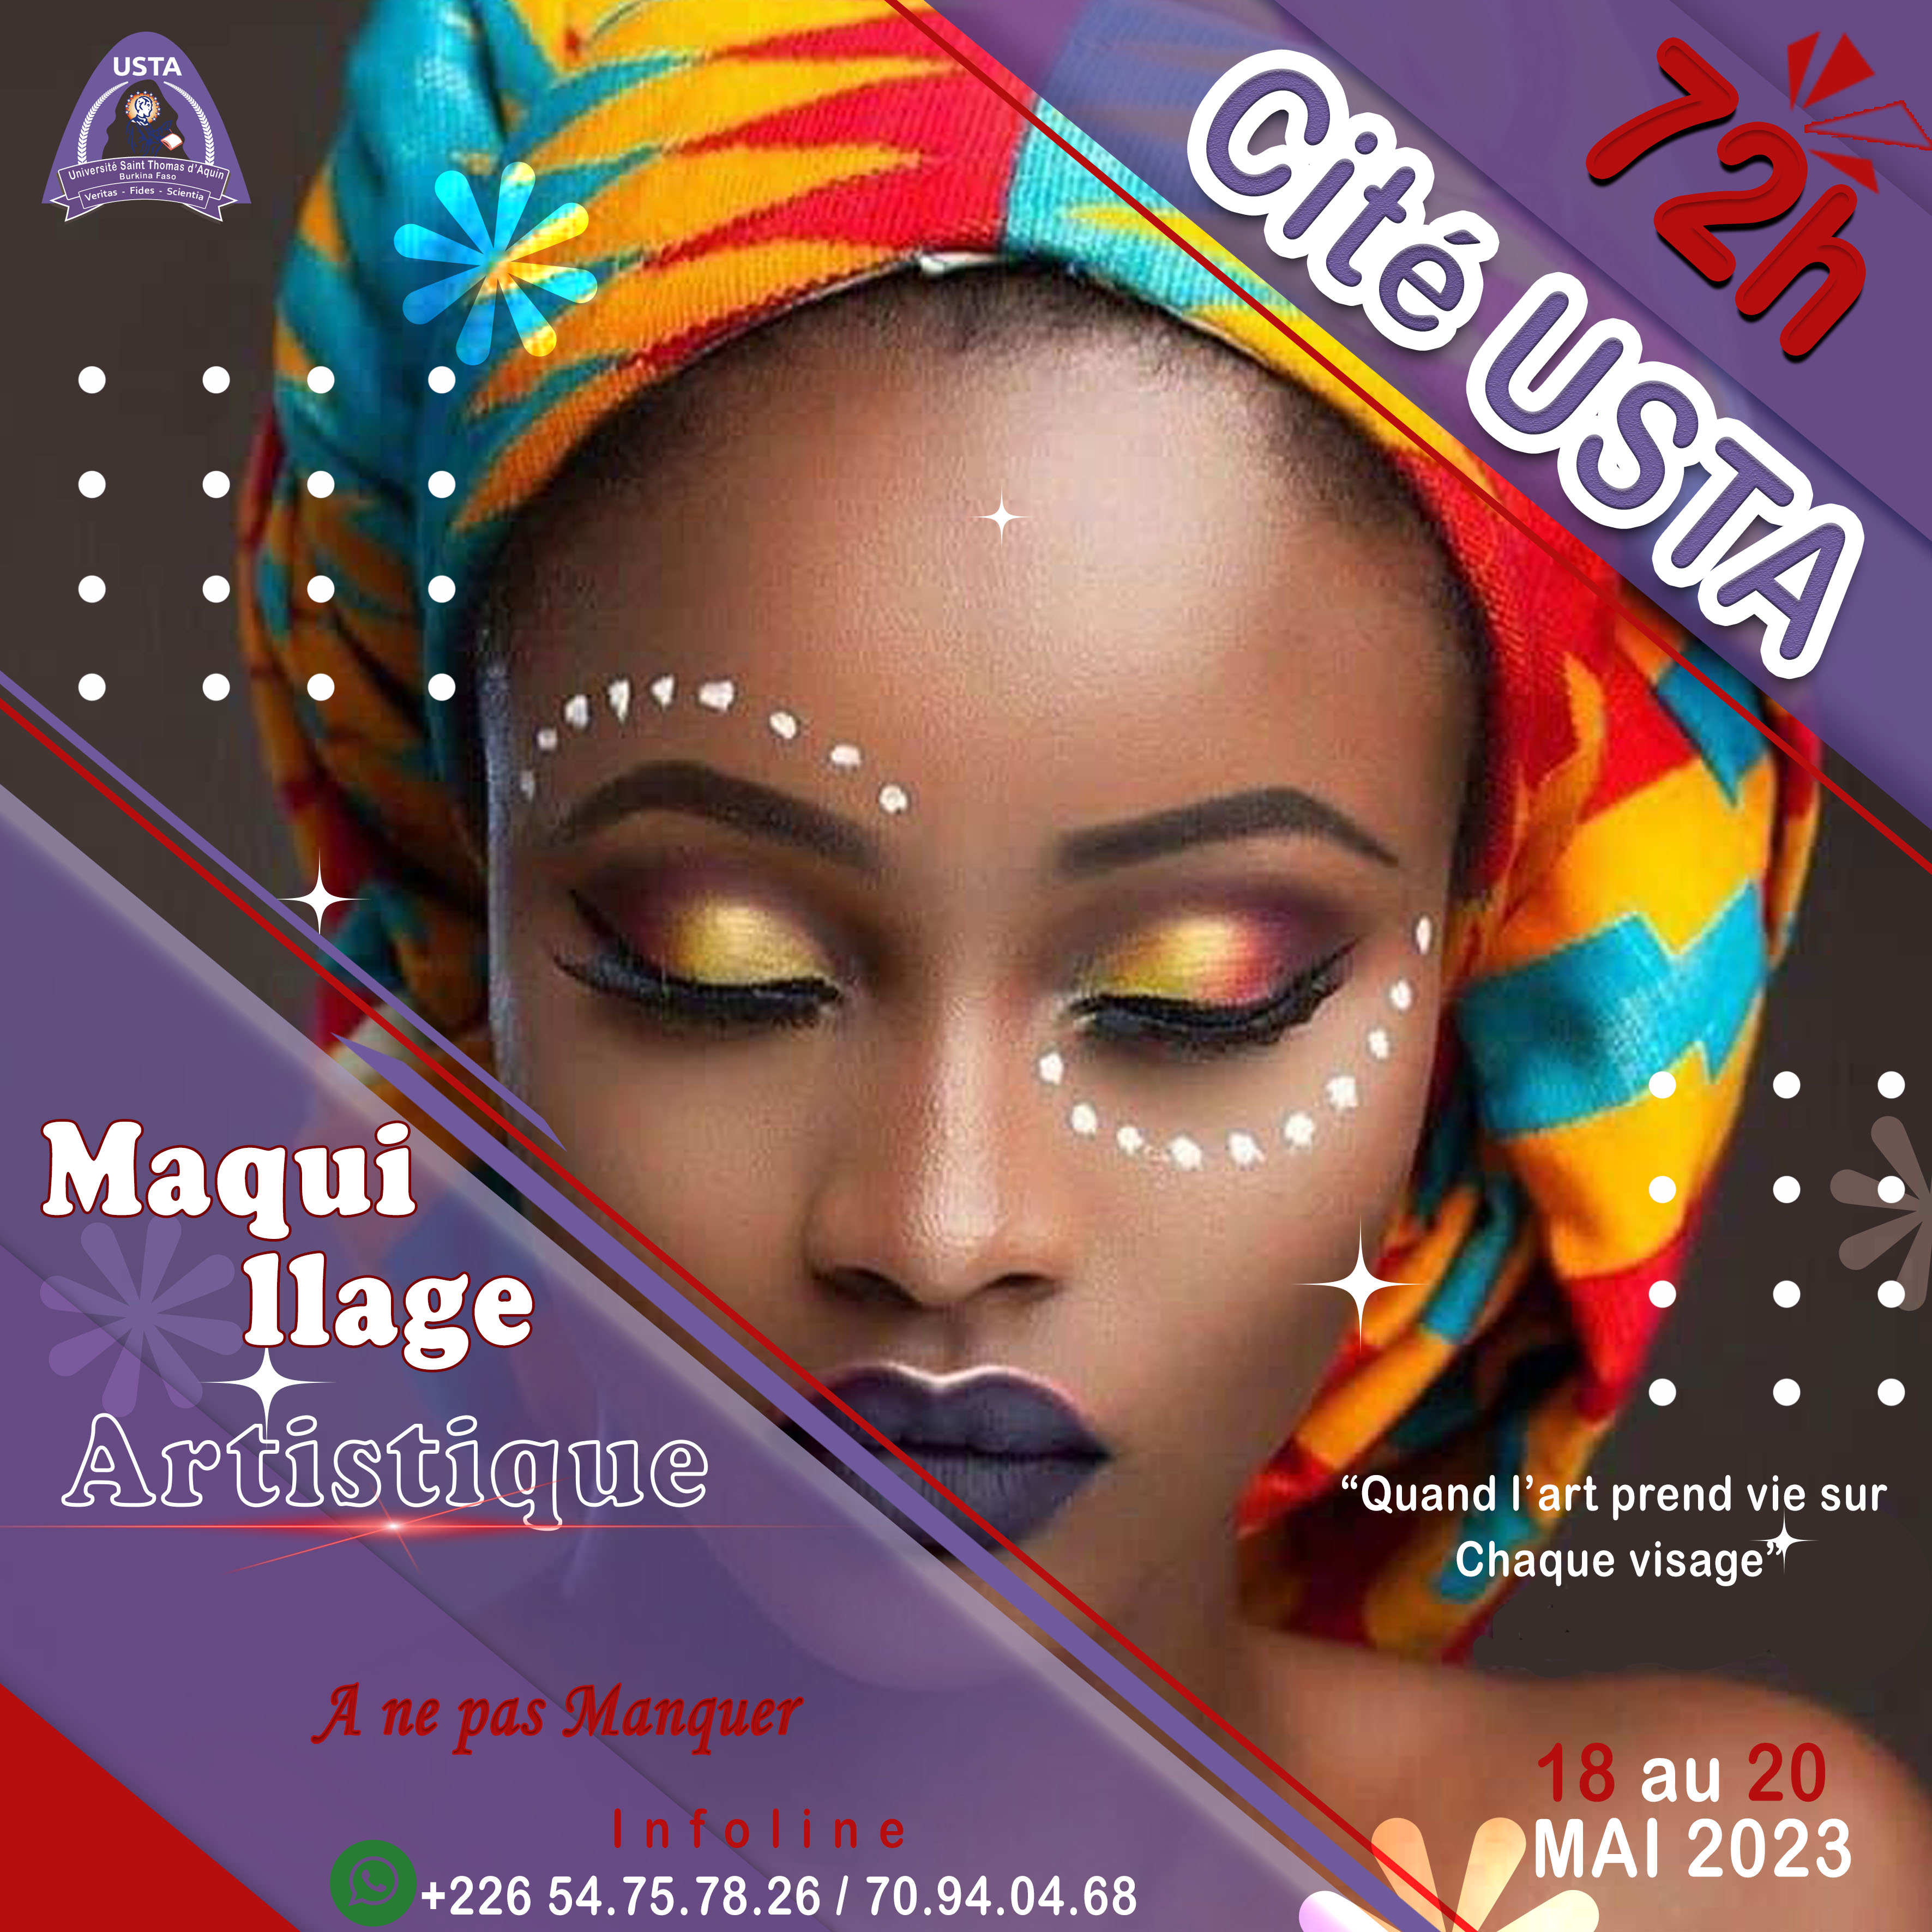 USTA
Université Saint Thomas d'Aquin
Burkina Faso
Veritas - Fides - Scientia
72h
Cité USTA
Maqui
llage
Artistique
“Quand l’art prend vie sur
Chaque visage”
A ne pas Manquer
Infoline
+226 54.75.78.26 / 70.94.04.68
18 au 20
MAI 2023